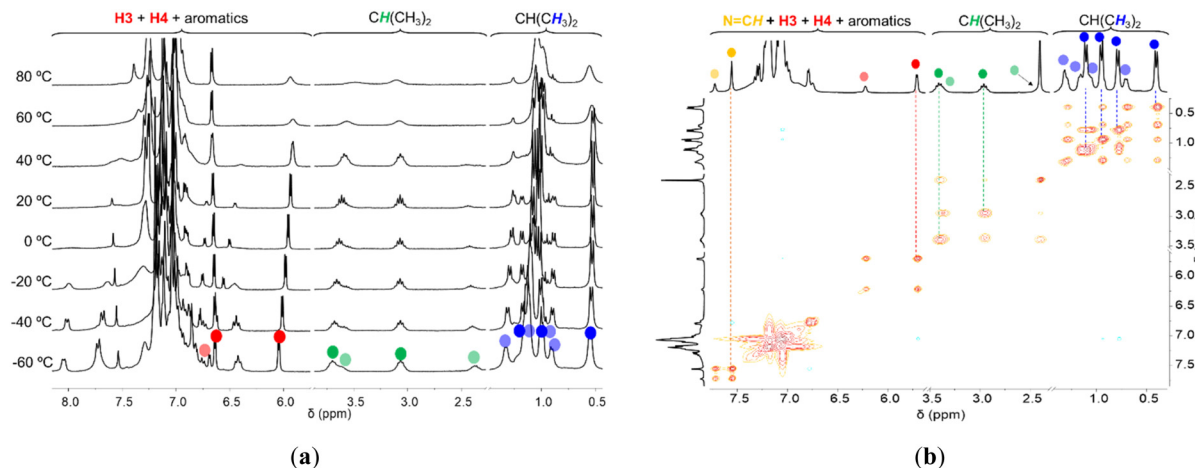 H3 + H4 + aromatics
CH(CH3)2
CH(CH3)2
80 ºC
60 ºC
40 ºC
20 ºC
0 ºC
-20 ºC
-40 ºC
-60 ºC
8.0 7.5 7.0 6.5 6.0 3.5 3.0 2.5 1.0 0.5
δ (ppm)
(a)
N=CH + H3 + H4 + aromatics
CH(CH3)2
CH(CH3)2
0.5
1.0
2.5
3.0
3.5
6.0
6.5
7.0
7.5
7.5 7.0 6.5 6.0 3.5 3.0 2.5 1.0 0.5
δ (ppm)
(b)